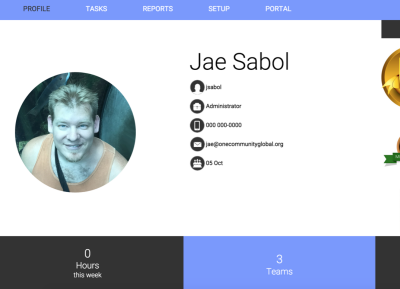 PROFILE TASKS REPORTS SETUP PORTAL
Jae Sabol
jsabol
Administrator
000 000-0000
jae@onecommunityglobal.org
05 Oct
0
Hours
this week
3
Teams